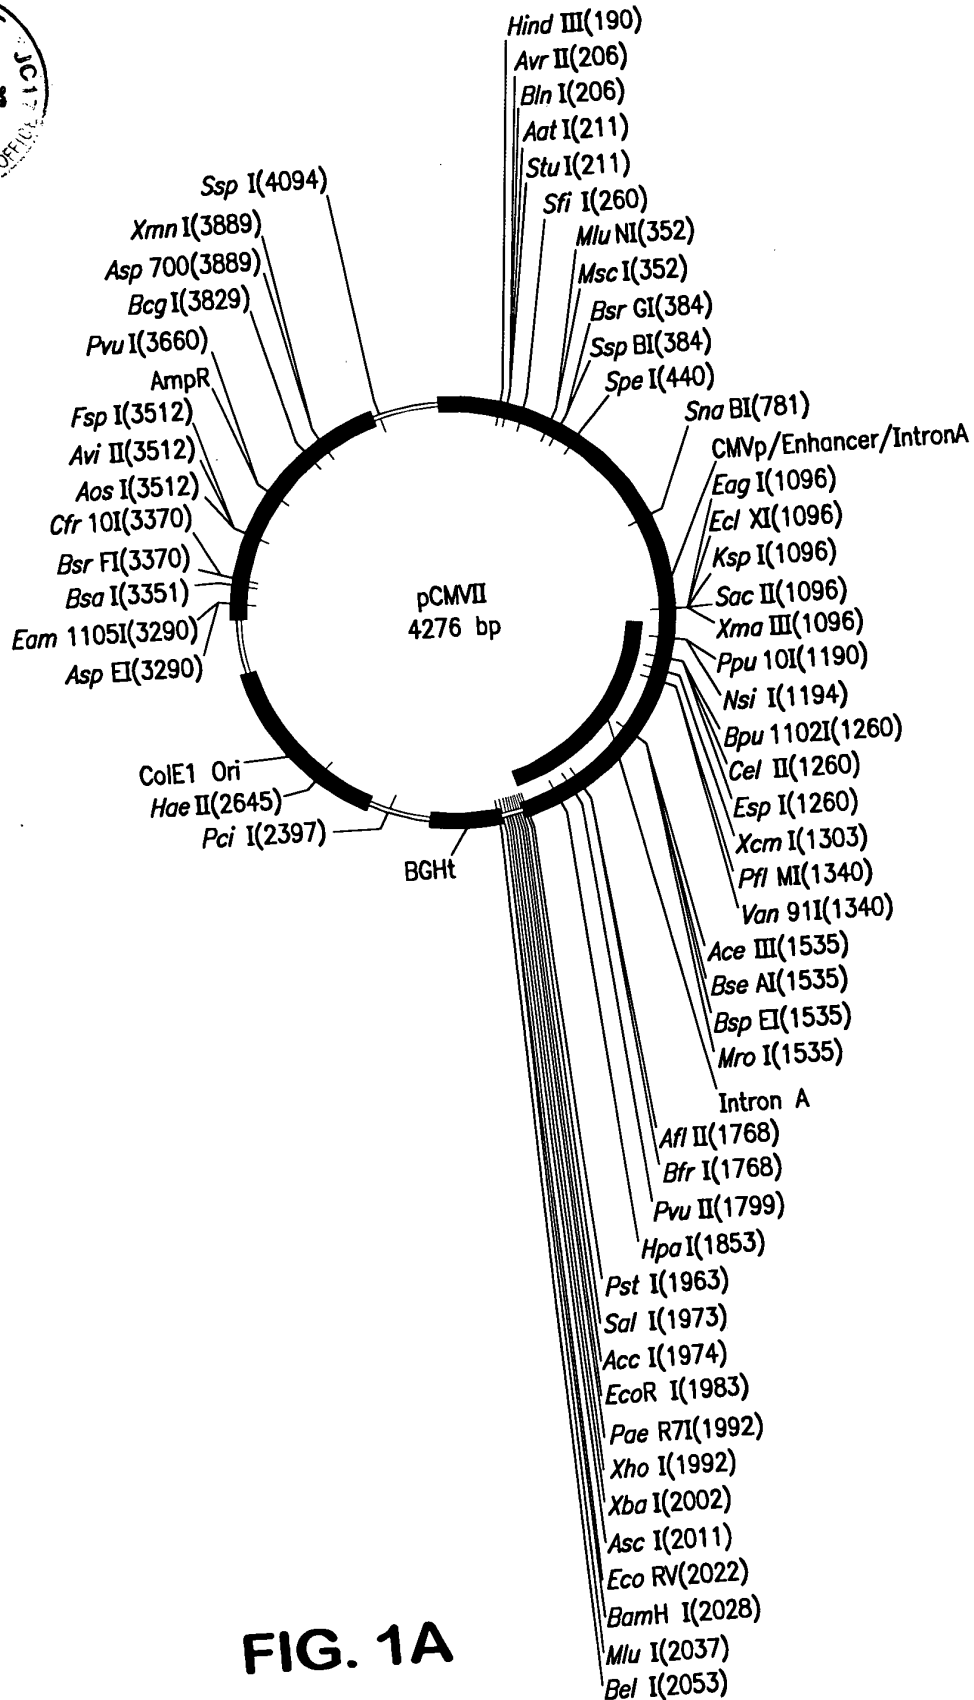 JC17
OFFICE
Hind III(190)
Avr II(206)
Bln I(206)
Aat I(211)
Stu I(211)
Sfi I(260)
Mlu NI(352)
Msc I(352)
Bsr GI(384)
Ssp BI(384)
Spe I(440)
Sna BI(781)
CMVp/Enhancer/IntronA
Eag I(1096)
Ecl XI(1096)
Ksp I(1096)
Sac II(1096)
Xma III(1096)
Ppu 10I(1190)
Nsi I(1194)
Bpu 1102I(1260)
Cel II(1260)
Esp I(1260)
Xcm I(1303)
Pfl MI(1340)
Van 91I(1340)
Ace III(1535)
Bse AI(1535)
Bsp EI(1535)
Mro I(1535)
Intron A
Afl II(1768)
Bfr I(1768)
Pvu II(1799)
Hpa I(1853)
Pst I(1963)
Sal I(1973)
Acc I(1974)
EcoR I(1983)
Pae R7I(1992)
Xho I(1992)
Xba I(2002)
Asc I(2011)
Eco RV(2022)
BamH I(2028)
Mlu I(2037)
Bel I(2053)
BGHt
Pci I(2397)
Hae II(2645)
ColE1 Ori
Asp EI(3290)
Eam 1105I(3290)
Bsa I(3351)
Bsr FI(3370)
Cfr 10I(3370)
Aos I(3512)
Avi II(3512)
Fsp I(3512)
AmpR
Pvu I(3660)
Bcg I(3829)
Asp 700(3889)
Xmn I(3889)
Ssp I(4094)
pCMVII
4276 bp
FIG. 1A